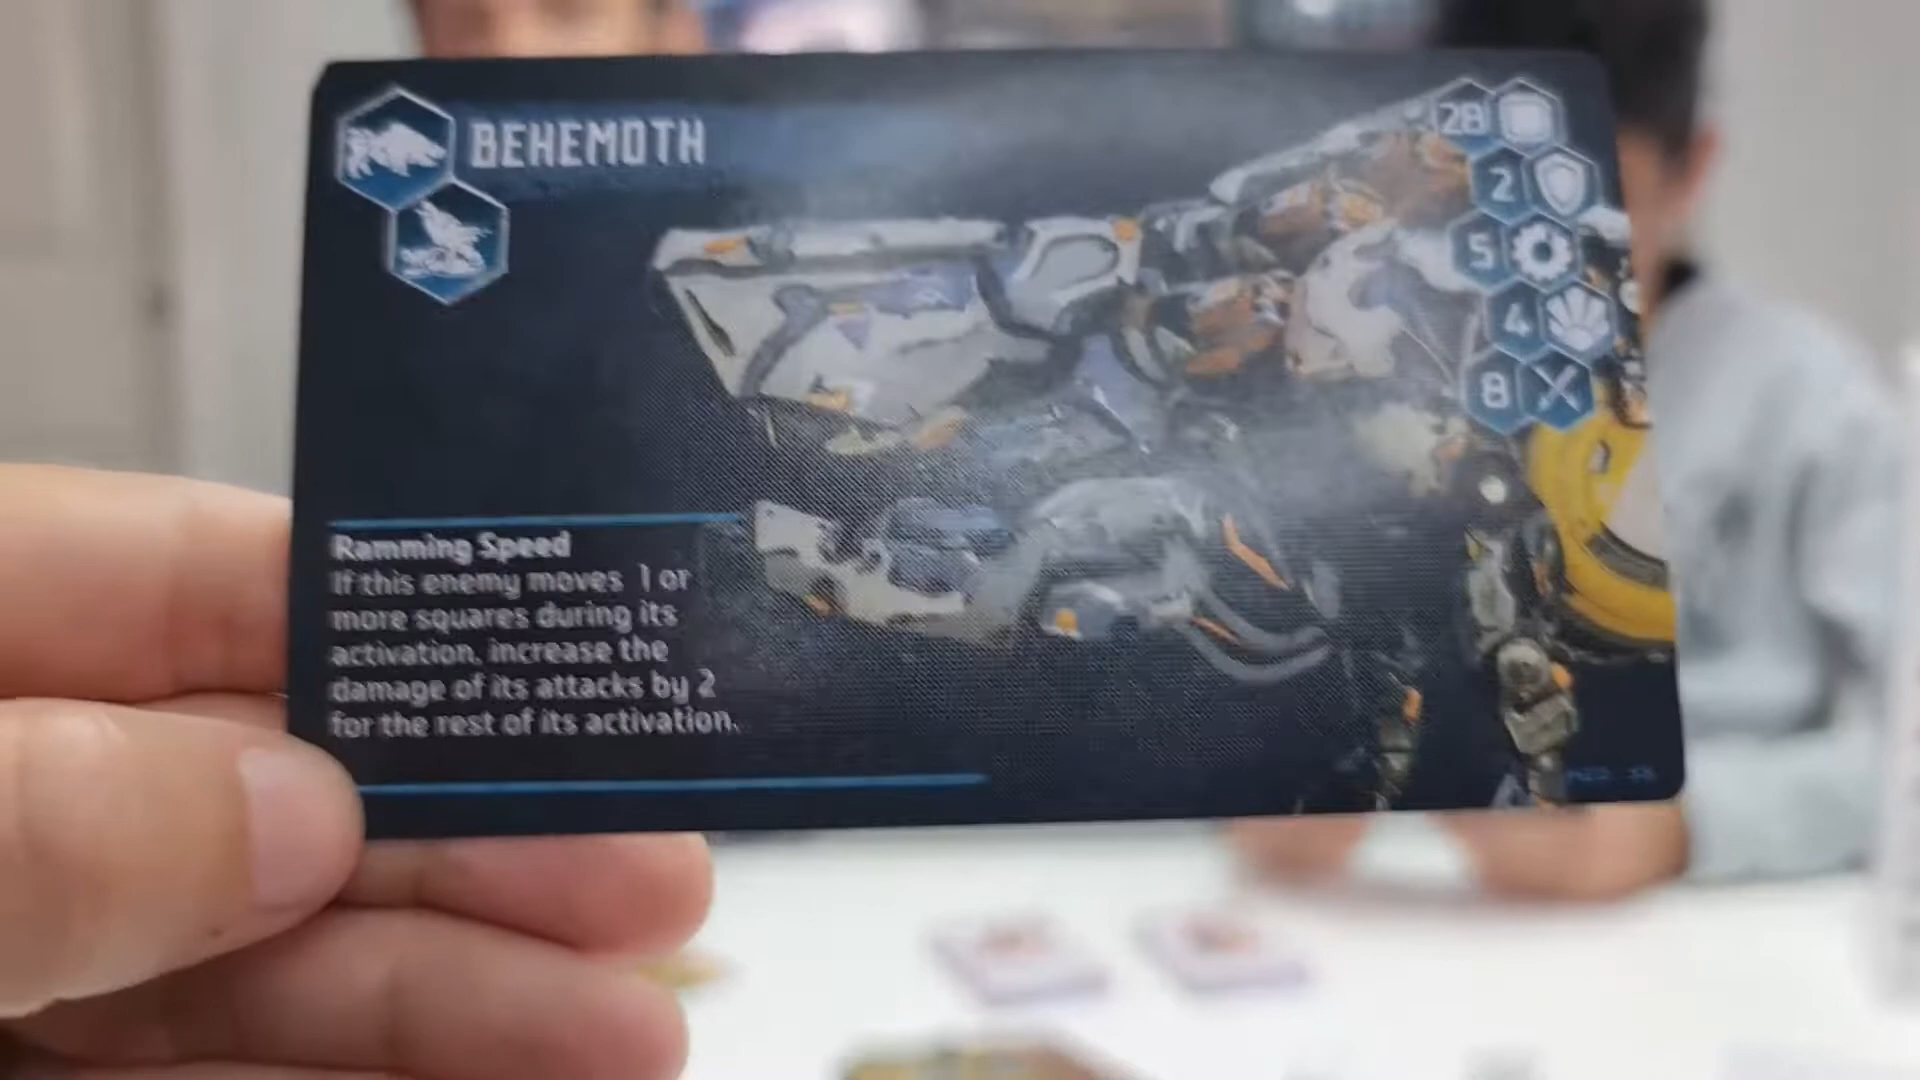 BEHEMOTH
28
2
5
4
8
Ramming Speed
If this enemy moves 1 or
more squares during its
activation, increase the
damage of its attacks by 2
for the rest of its activation.